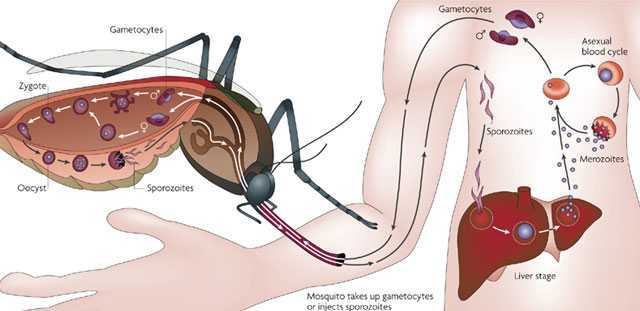 Gametocytes
Zygote
Oocyst
Sporozoites
Gametocytes
♀
♂
♂
♀
Asexual
blood cycle
Sporozoites
Merozoites
Liver stage
Mosquito takes up gametocytes
or injects sporozoites